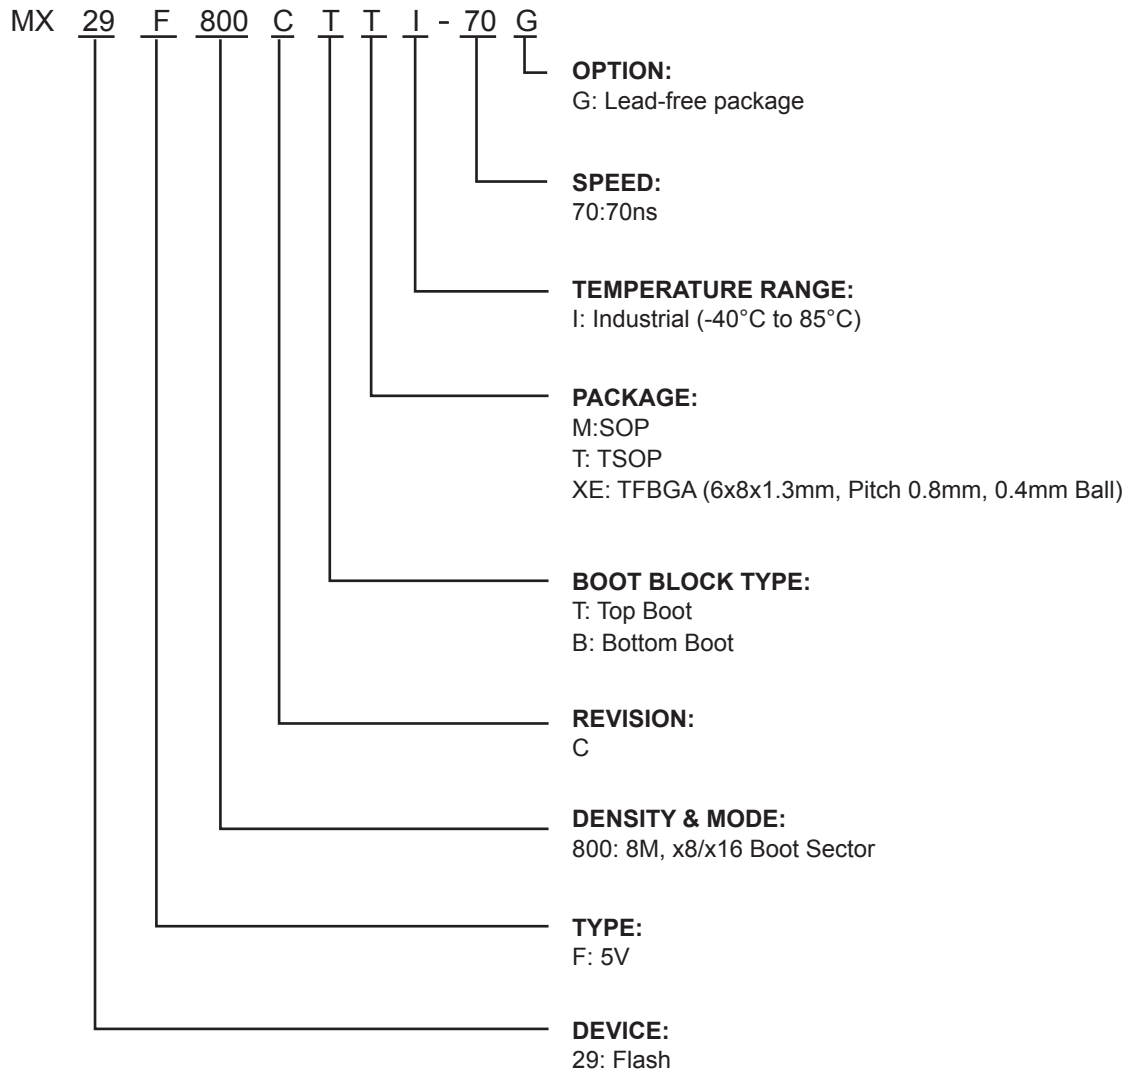 MX 29 F 800 C T T I - 70 G
OPTION:
G: Lead-free package
SPEED:
70:70ns
TEMPERATURE RANGE:
I: Industrial (-40°C to 85°C)
PACKAGE:
M:SOP
T: TSOP
XE: TFBGA (6x8x1.3mm, Pitch 0.8mm, 0.4mm Ball)
BOOT BLOCK TYPE:
T: Top Boot
B: Bottom Boot
REVISION:
C
DENSITY & MODE:
800: 8M, x8/x16 Boot Sector
TYPE:
F: 5V
DEVICE:
29: Flash